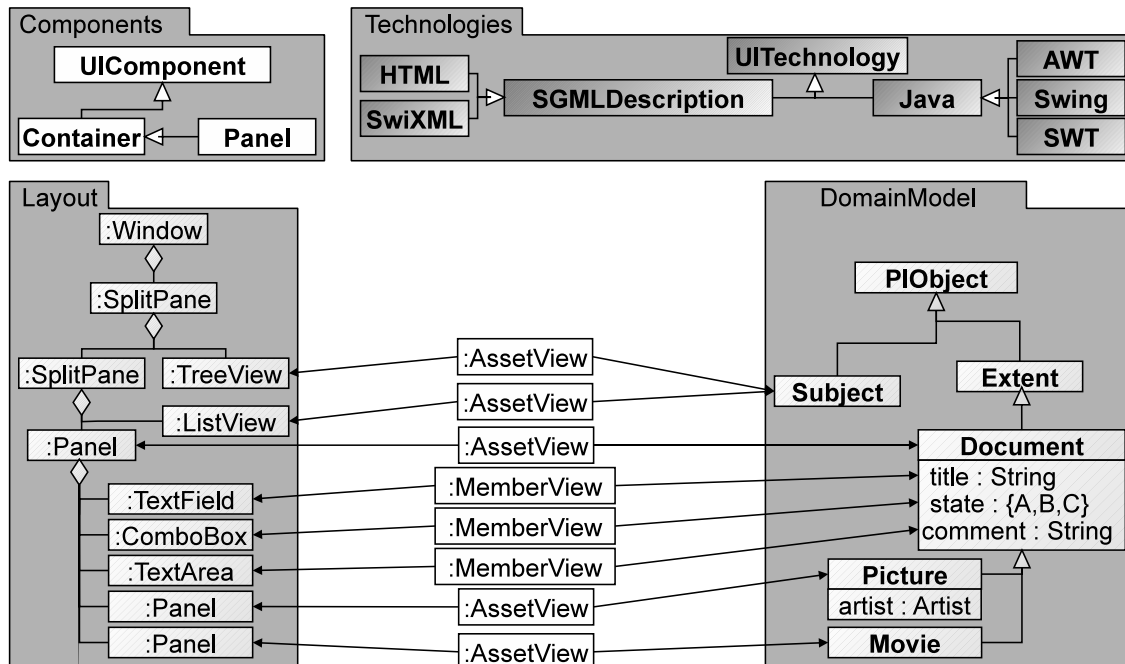 Components
UIComponent
Container
Panel
Technologies
UITechnology
HTML
SwiXML
SGMLDescription
Java
AWT
Swing
SWT
Layout
:Window
:SplitPane
:SplitPane
:TreeView
:ListView
:Panel
:TextField
:ComboBox
:TextArea
:Panel
:Panel
:AssetView
:AssetView
:AssetView
:MemberView
:MemberView
:MemberView
:AssetView
:AssetView
DomainModel
PIObject
Subject
Extent
Document
title : String
state : {A,B,C}
comment : String
Picture
artist : Artist
Movie